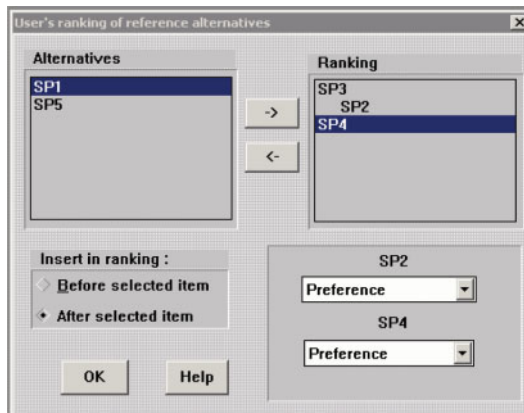 User's ranking of reference alternatives
Alternatives
SP1
SP5
->
<-
Ranking
SP3
SP2
SP4
Insert in ranking :
Before selected item
After selected item
OK
Help
SP2
Preference
SP4
Preference